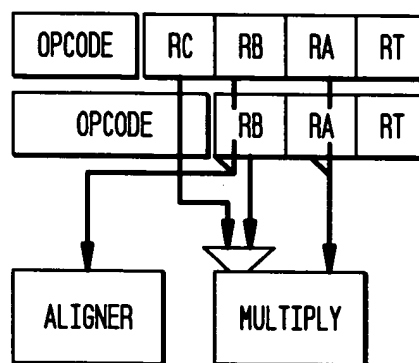 OPCODE RC RB RA RT
OPCODE RB RA RT
ALIGNER MULTIPLY